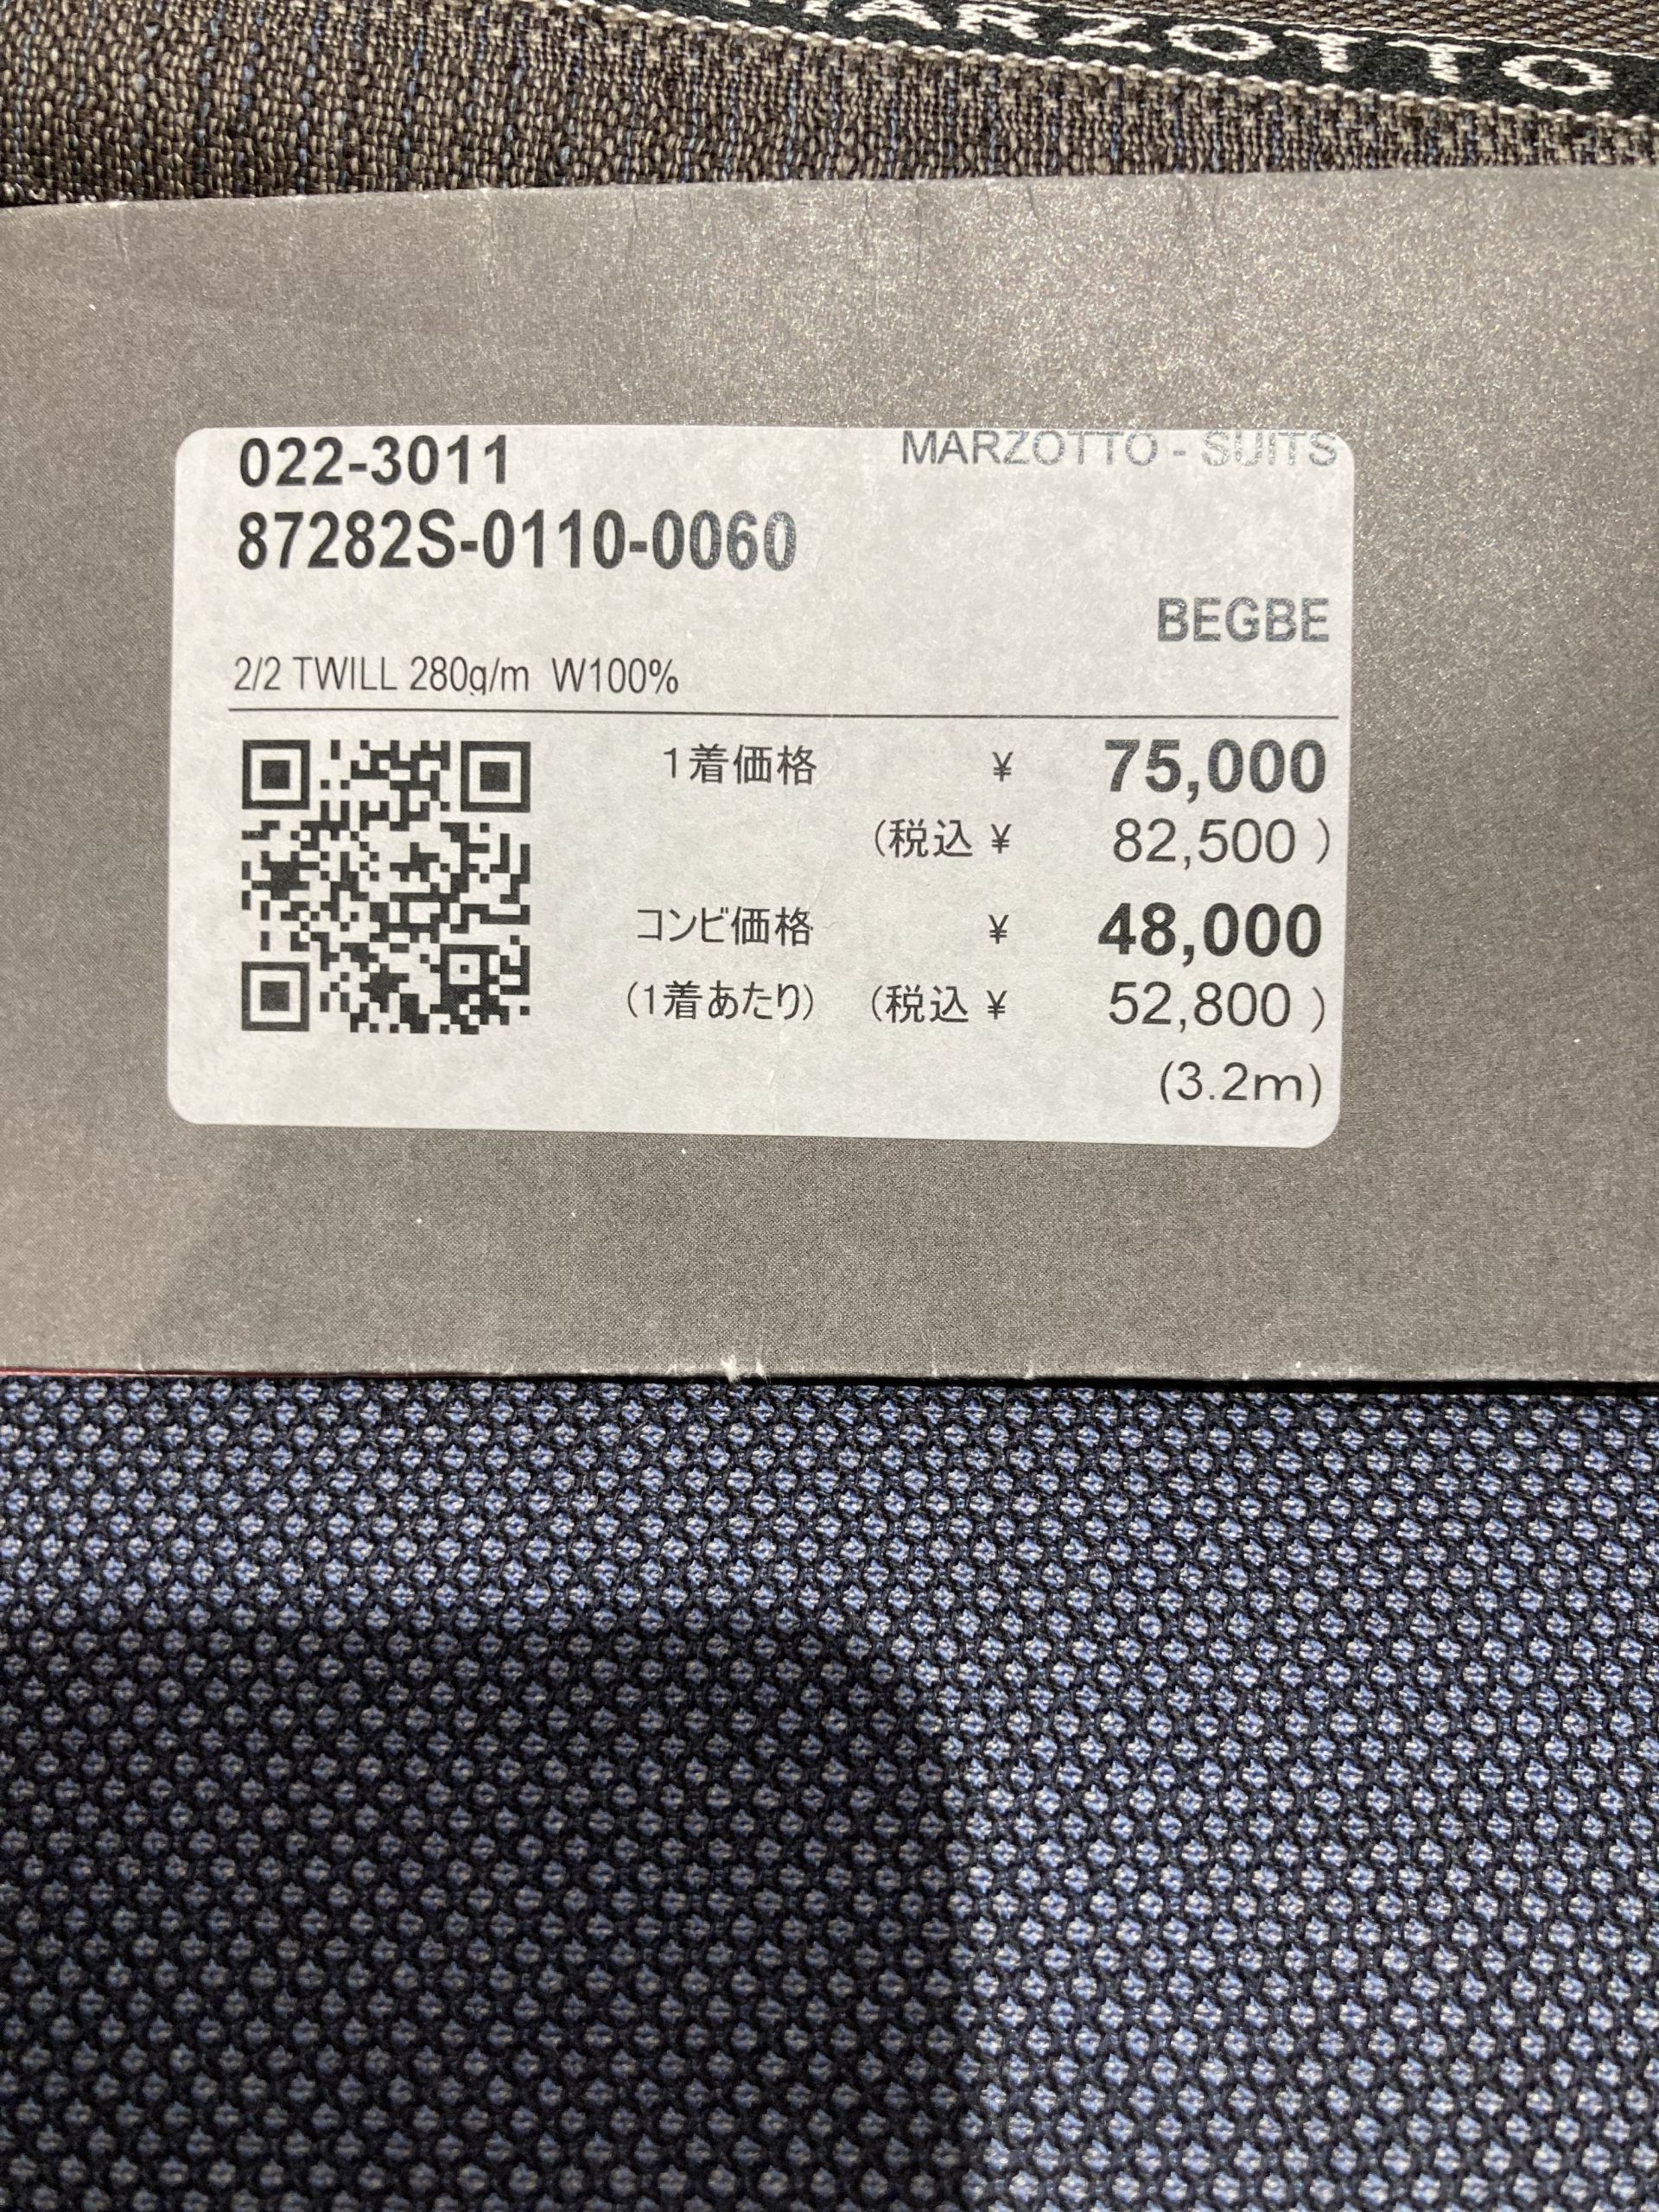 MARZOTTO
022-3011 MARZOTTO - SUITS
87282S-0110-0060
BEGBE
2/2 TWILL 280g/m W100%
1着価格 ¥ 75,000
(税込 ¥ 82,500 )
コンビ価格 ¥ 48,000
(1着あたり) (税込 ¥ 52,800 )
(3.2m)